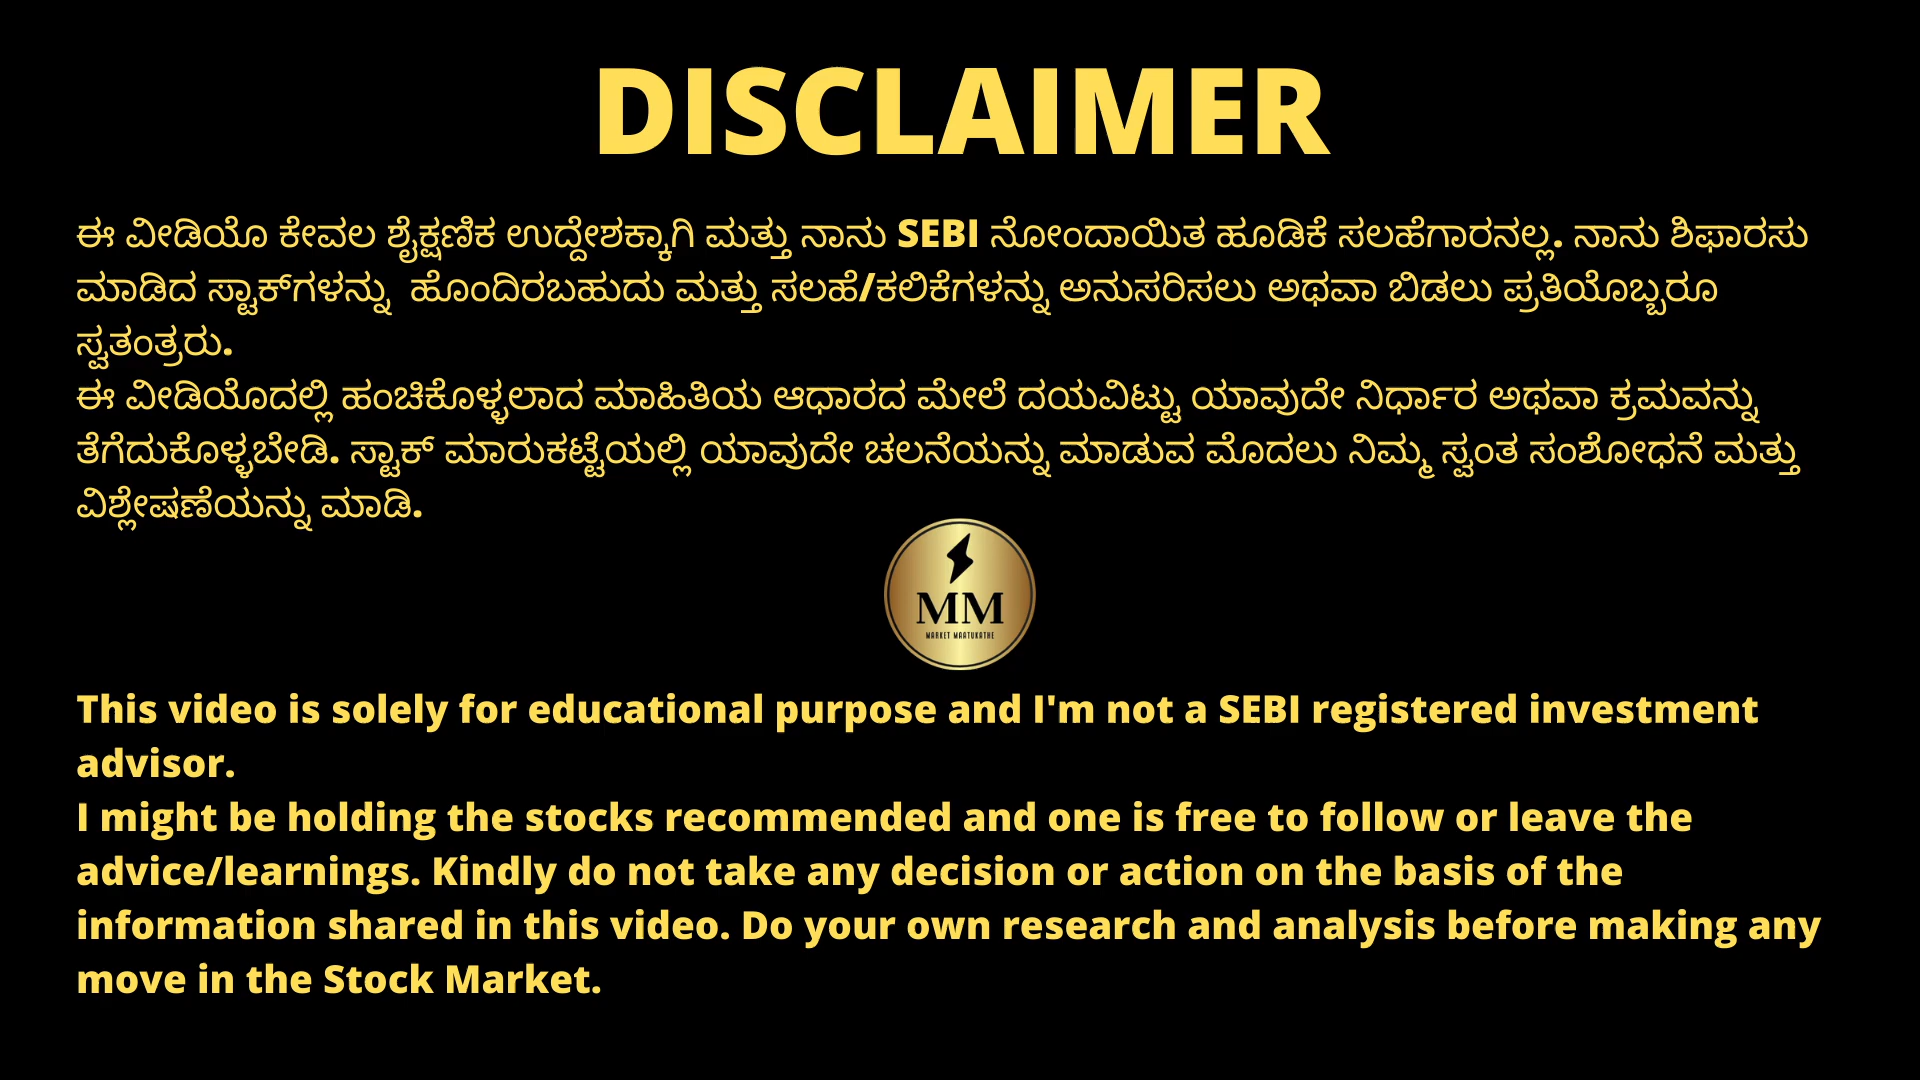 DISCLAIMER
ಈ ವೀಡಿಯೊ ಕೇವಲ ಶೈಕ್ಷಣಿಕ ಉದ್ದೇಶಕ್ಕಾಗಿ ಮತ್ತು ನಾನು SEBI ನೋಂದಾಯಿತ ಹೂಡಿಕೆ ಸಲಹೆಗಾರನಲ್ಲ. ನಾನು ಶಿಫಾರಸು
ಮಾಡಿದ ಸ್ಟಾಕ್‌ಗಳನ್ನು ಹೊಂದಿರಬಹುದು ಮತ್ತು ಸಲಹೆ/ಕಲಿಕೆಗಳನ್ನು ಅನುಸರಿಸಲು ಅಥವಾ ಬಿಡಲು ಪ್ರತಿಯೊಬ್ಬರೂ
ಸ್ವತಂತ್ರರು.
ಈ ವೀಡಿಯೊದಲ್ಲಿ ಹಂಚಿಕೊಳ್ಳಲಾದ ಮಾಹಿತಿಯ ಆಧಾರದ ಮೇಲೆ ದಯವಿಟ್ಟು ಯಾವುದೇ ನಿರ್ಧಾರ ಅಥವಾ ಕ್ರಮವನ್ನು
ತೆಗೆದುಕೊಳ್ಳಬೇಡಿ. ಸ್ಟಾಕ್ ಮಾರುಕಟ್ಟೆಯಲ್ಲಿ ಯಾವುದೇ ಚಲನೆಯನ್ನು ಮಾಡುವ ಮೊದಲು ನಿಮ್ಮ ಸ್ವಂತ ಸಂಶೋಧನೆ ಮತ್ತು
ವಿಶ್ಲೇಷಣೆಯನ್ನು ಮಾಡಿ.
MM
MARKET MAATUKATHE
This video is solely for educational purpose and I'm not a SEBI registered investment
advisor.
I might be holding the stocks recommended and one is free to follow or leave the
advice/learnings. Kindly do not take any decision or action on the basis of the
information shared in this video. Do your own research and analysis before making any
move in the Stock Market.